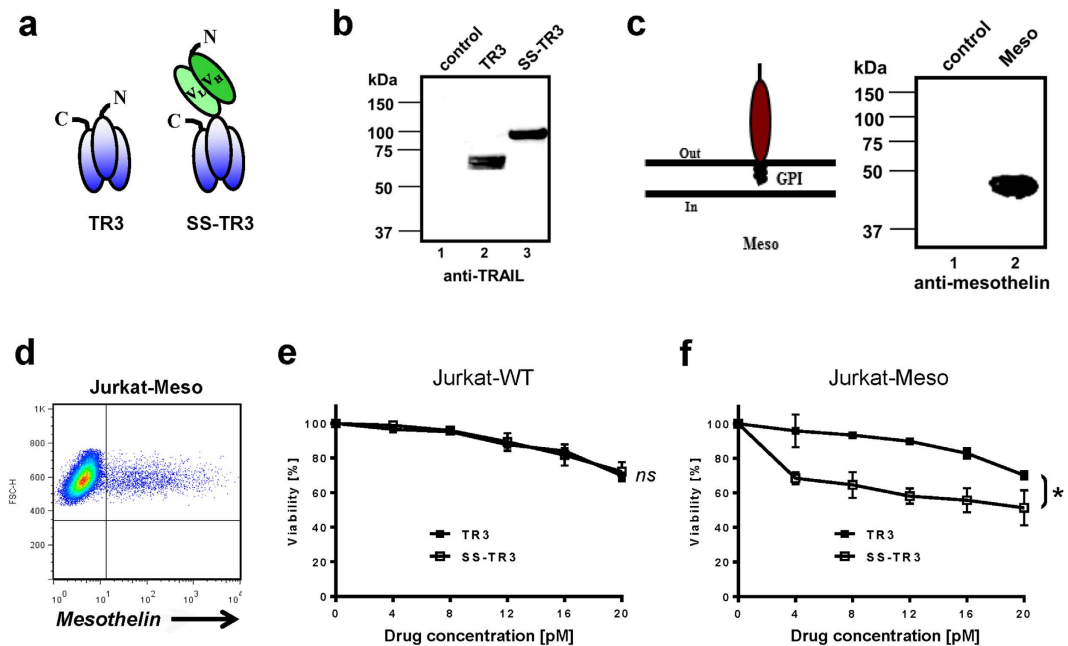 a
N
V_L
V_H
C
N
C
TR3
SS-TR3
b
control
TR3
SS-TR3
kDa
150
100
75
50
37
1 2 3
anti-TRAIL
c
Out
GPI
In
Meso
control
Meso
kDa
150
100
75
50
37
1 2
anti-mesothelin
d
Jurkat-Meso
1K
800
600
400
200
FSC-H
10^0 10^1 10^2 10^3 10^4
Mesothelin
e
Jurkat-WT
100
80
60
40
20
0
Viability [%]
ns
TR3
SS-TR3
0 4 8 12 16 20
Drug concentration [pM]
f
Jurkat-Meso
100
80
60
40
20
0
Viability [%]
*
TR3
SS-TR3
0 4 8 12 16 20
Drug concentration [pM]